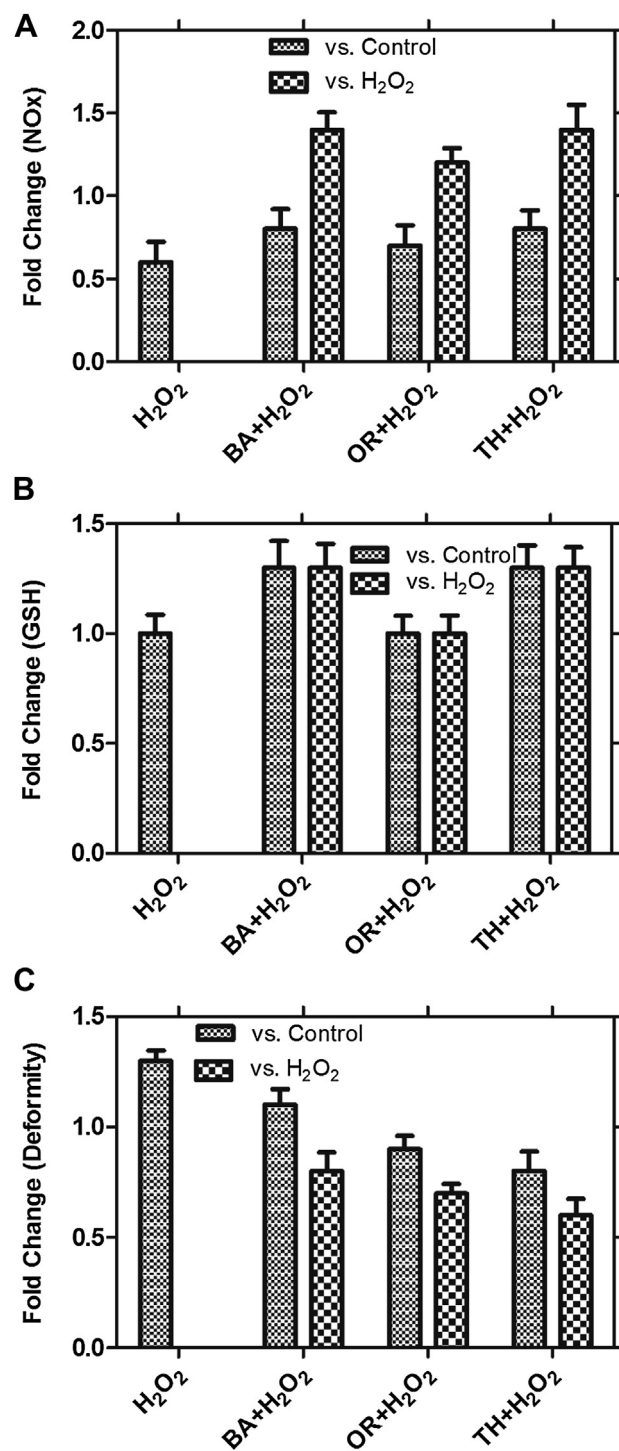 A
Fold Change (NOx)
2.0
1.5
1.0
0.5
0.0
vs. Control
vs. H₂O₂
H₂O₂
BA+H₂O₂
OR+H₂O₂
TH+H₂O₂
B
Fold Change (GSH)
1.5
1.0
0.5
0.0
vs. Control
vs. H₂O₂
H₂O₂
BA+H₂O₂
OR+H₂O₂
TH+H₂O₂
C
Fold Change (Deformity)
1.5
1.0
0.5
0.0
vs. Control
vs. H₂O₂
H₂O₂
BA+H₂O₂
OR+H₂O₂
TH+H₂O₂